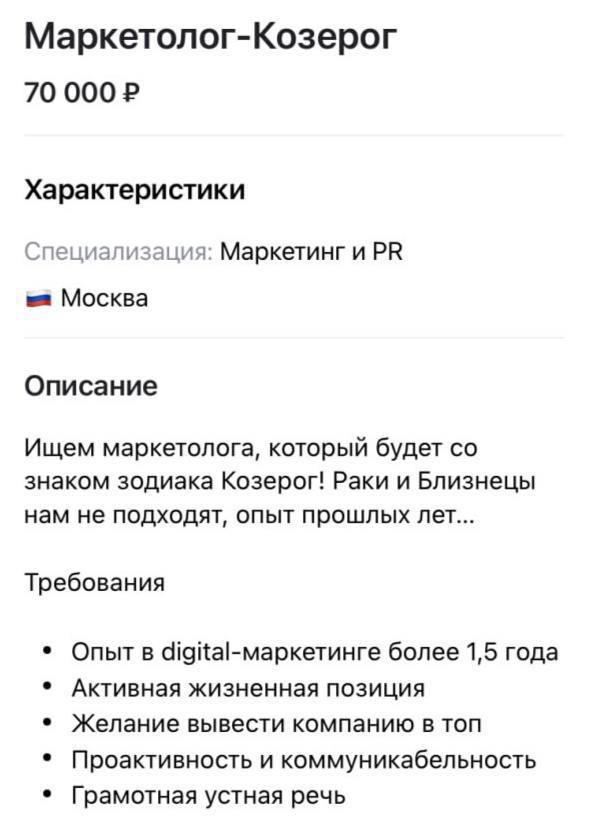 Маркетолог-Козерог
70 000 ₽
Характеристики
Специализация: Маркетинг и PR
Москва
Описание
Ищем маркетолога, который будет со
знаком зодиака Козерог! Раки и Близнецы
нам не подходят, опыт прошлых лет...
Требования
• Опыт в digital-маркетинге более 1,5 года
• Активная жизненная позиция
• Желание вывести компанию в топ
• Проактивность и коммуникабельность
• Грамотная устная речь